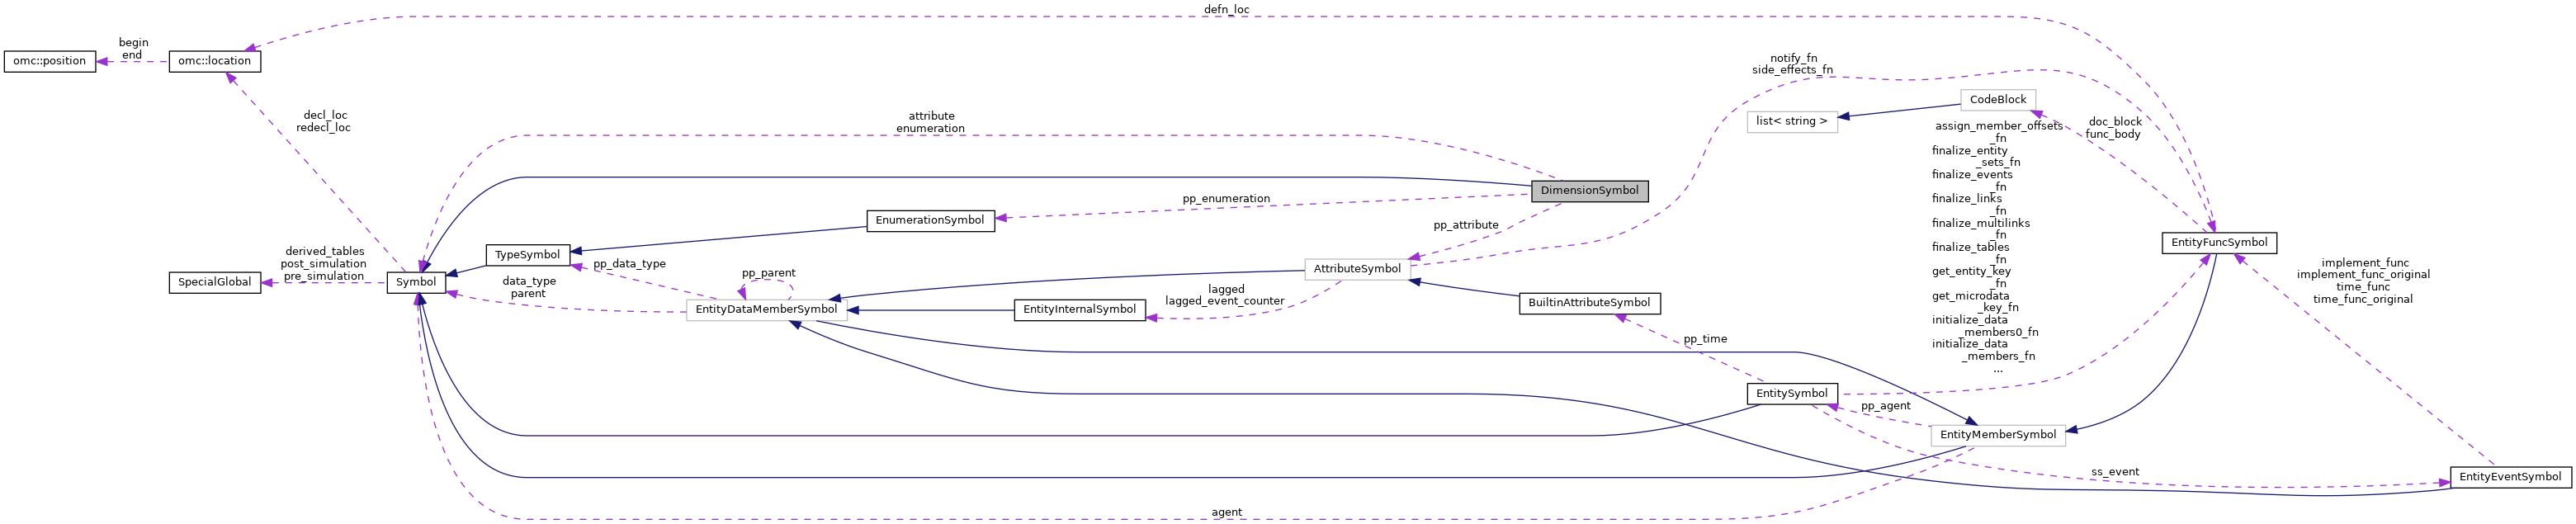 defn_loc
begin
end
omc::position
omc::location
notify_fn
side_effects_fn
CodeBlock
list< string >
decl_loc
redecl_loc
attribute
enumeration
assign_member_offsets
_fn
finalize_entity
_sets_fn
finalize_events
_fn
finalize_links
_fn
finalize_multilinks
_fn
finalize_tables
_fn
get_entity_key
_fn
get_microdata
_key_fn
initialize_data
_members0_fn
initialize_data
_members_fn
...
doc_block
func_body
DimensionSymbol
pp_enumeration
EnumerationSymbol
pp_attribute
EntityFuncSymbol
TypeSymbol
derived_tables
post_simulation
pre_simulation
SpecialGlobal
Symbol
pp_data_type
data_type
parent
pp_parent
AttributeSymbol
implement_func
implement_func_original
time_func
time_func_original
EntityDataMemberSymbol
EntityInternalSymbol
lagged
lagged_event_counter
BuiltinAttributeSymbol
pp_time
EntitySymbol
pp_agent
EntityMemberSymbol
ss_event
EntityEventSymbol
agent